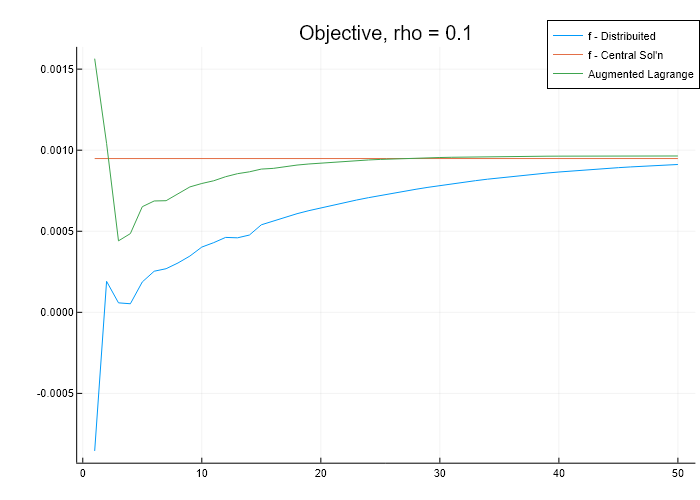 Objective, rho = 0.1
f - Distribuited
f - Central Sol'n
Augmented Lagrange
0.0015
0.0010
0.0005
0.0000
-0.0005
0 10 20 30 40 50